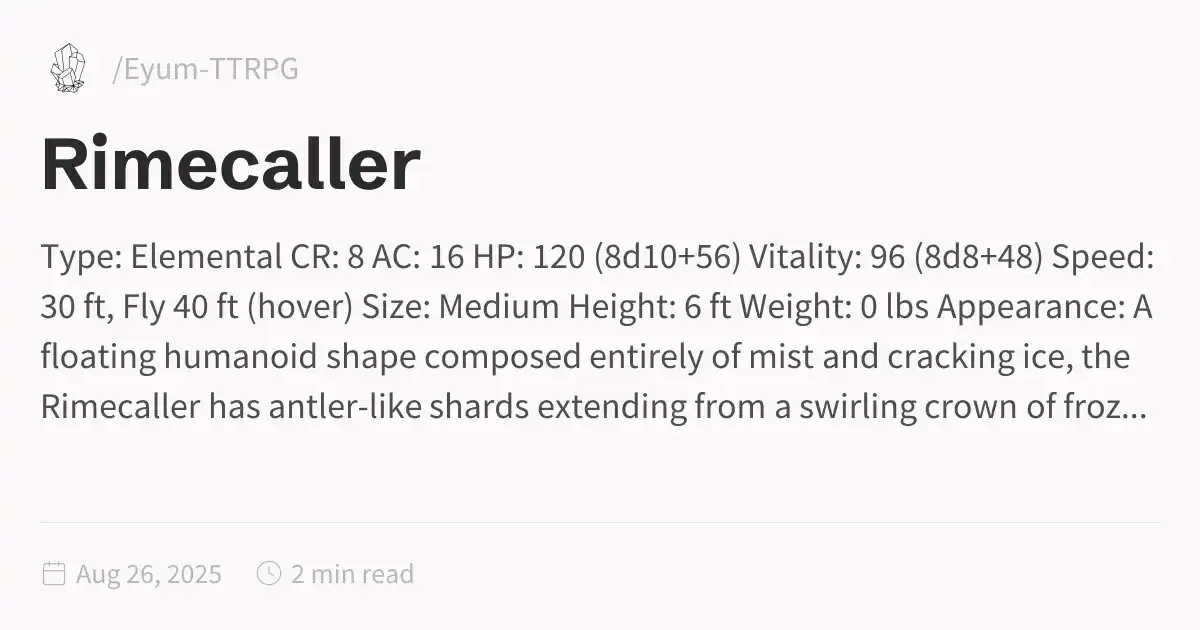 /Eyum-TTRPG
Rimecaller
Type: Elemental CR: 8 AC: 16 HP: 120 (8d10+56) Vitality: 96 (8d8+48) Speed:
30 ft, Fly 40 ft (hover) Size: Medium Height: 6 ft Weight: 0 lbs Appearance: A
floating humanoid shape composed entirely of mist and cracking ice, the
Rimecaller has antler-like shards extending from a swirling crown of froz...
Aug 26, 2025 2 min read